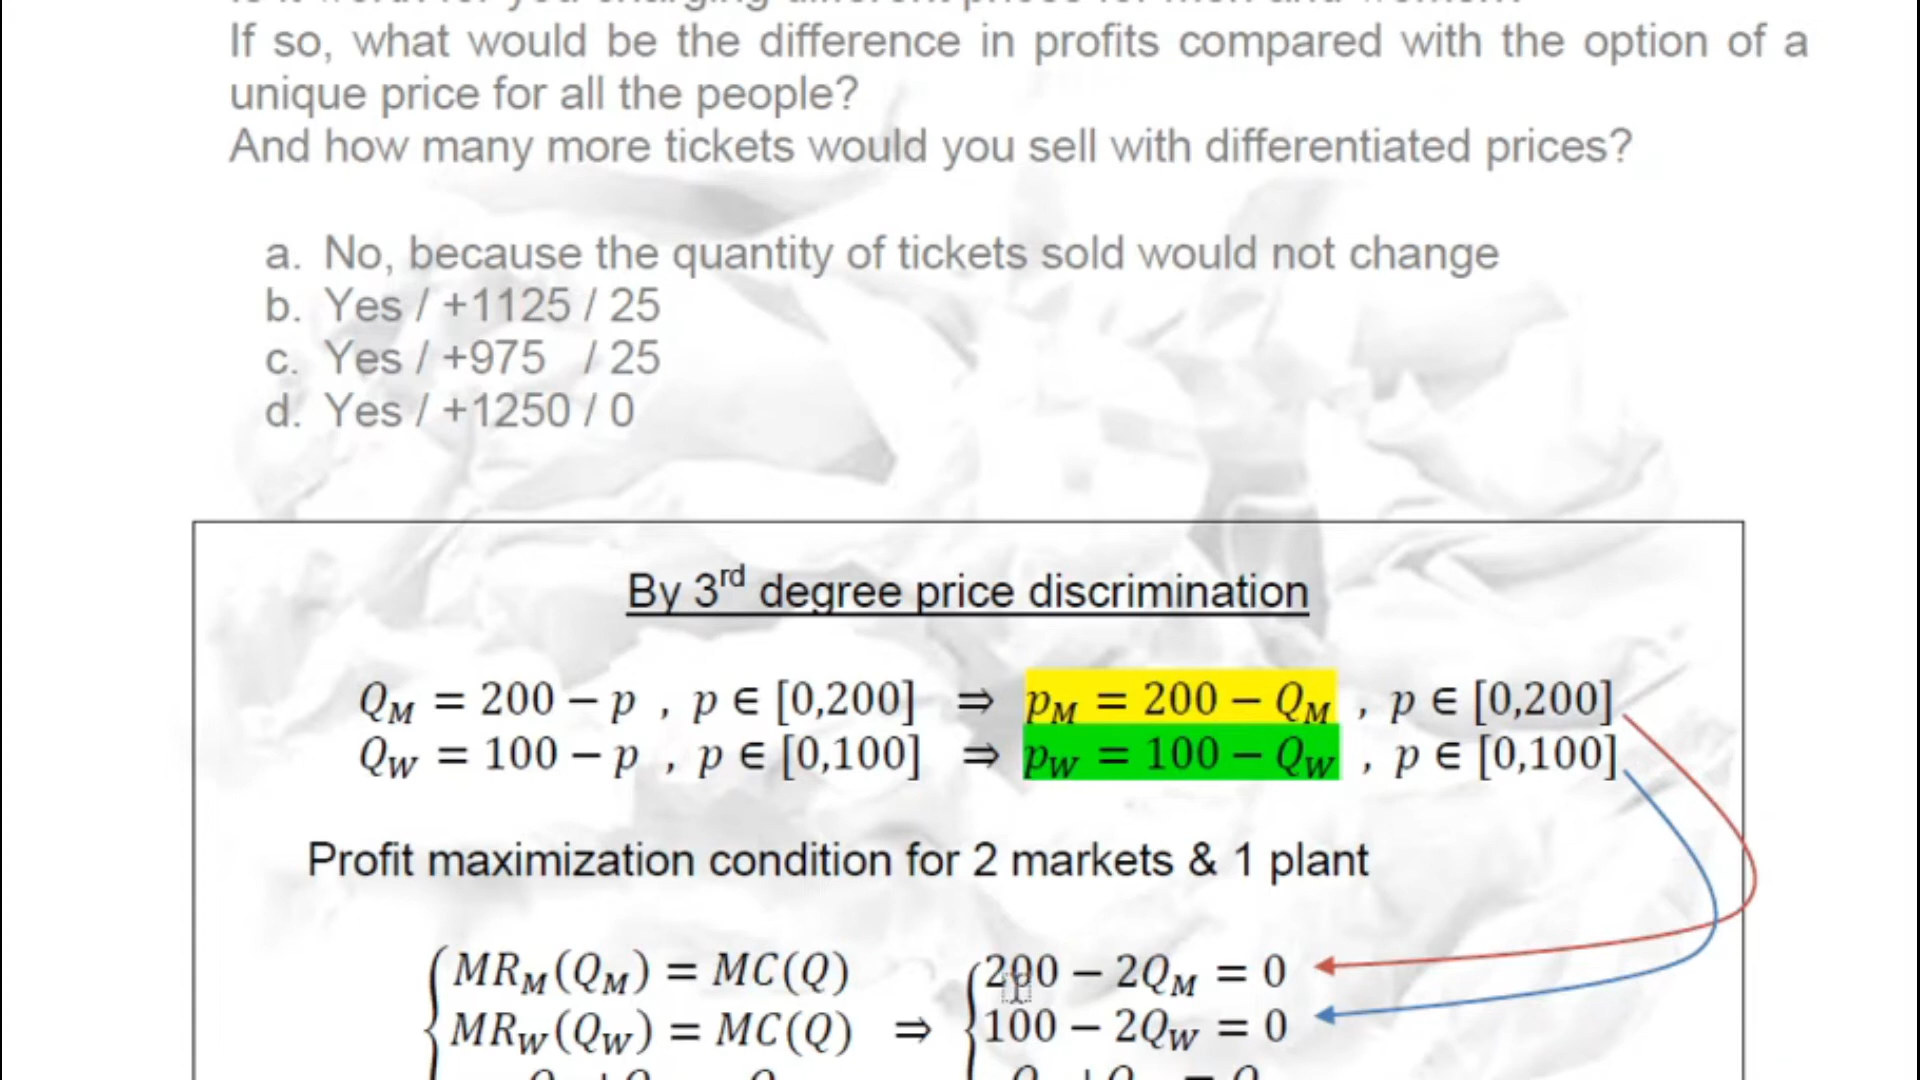 If so, what would be the difference in profits compared with the option of a
unique price for all the people?
And how many more tickets would you sell with differentiated prices?
a. No, because the quantity of tickets sold would not change
b. Yes / +1125 / 25
c. Yes / +975 / 25
d. Yes / +1250 / 0
By 3rd degree price discrimination
Q_M = 200 − p , p ∈ [0,200] ⇒ p_M = 200 − Q_M , p ∈ [0,200]
Q_W = 100 − p , p ∈ [0,100] ⇒ p_W = 100 − Q_W , p ∈ [0,100]
Profit maximization condition for 2 markets & 1 plant
MR_M(Q_M) = MC(Q) 200 − 2Q_M = 0
MR_W(Q_W) = MC(Q) ⇒ 100 − 2Q_W = 0